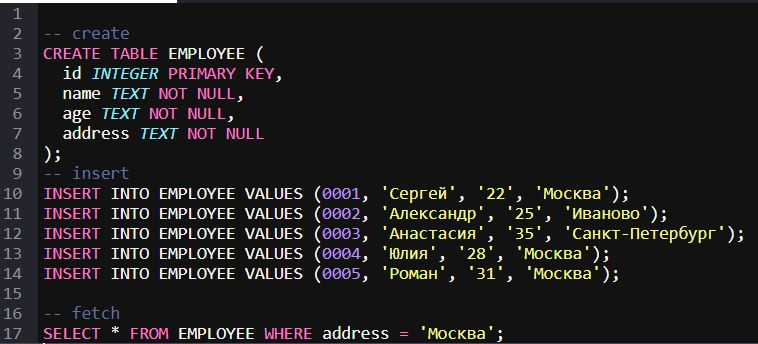 1
2 -- create
3 CREATE TABLE EMPLOYEE (
4   id INTEGER PRIMARY KEY,
5   name TEXT NOT NULL,
6   age TEXT NOT NULL,
7   address TEXT NOT NULL
8 );
9 -- insert
10 INSERT INTO EMPLOYEE VALUES (0001, 'Сергей', '22', 'Москва');
11 INSERT INTO EMPLOYEE VALUES (0002, 'Александр', '25', 'Иваново');
12 INSERT INTO EMPLOYEE VALUES (0003, 'Анастасия', '35', 'Санкт-Петербург');
13 INSERT INTO EMPLOYEE VALUES (0004, 'Юлия', '28', 'Москва');
14 INSERT INTO EMPLOYEE VALUES (0005, 'Роман', '31', 'Москва');
15
16 -- fetch
17 SELECT * FROM EMPLOYEE WHERE address = 'Москва';